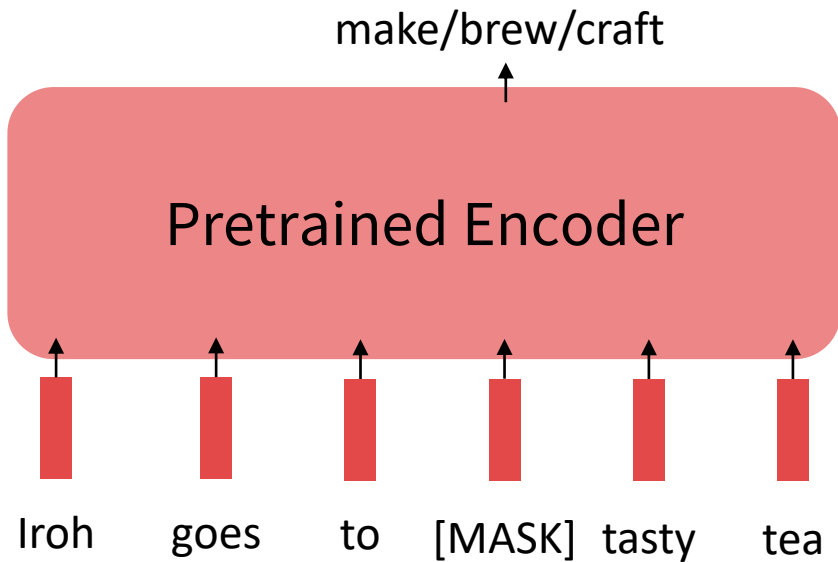 make/brew/craft
Pretrained Encoder
Iroh goes to [MASK] tasty tea